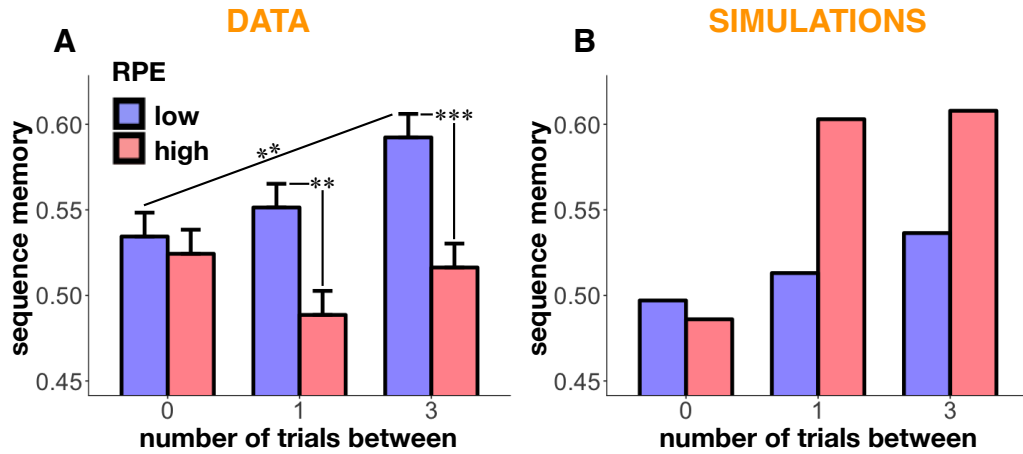 DATA
SIMULATIONS
A
B
RPE
low
high
sequence memory
0.60
0.55
0.50
0.45
**
**
***
0
1
3
number of trials between
sequence memory
0.60
0.55
0.50
0.45
0
1
3
number of trials between